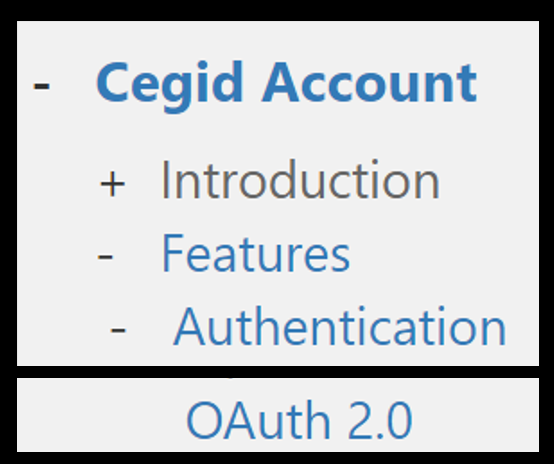 - Cegid Account
+ Introduction
- Features
- Authentication
OAuth 2.0